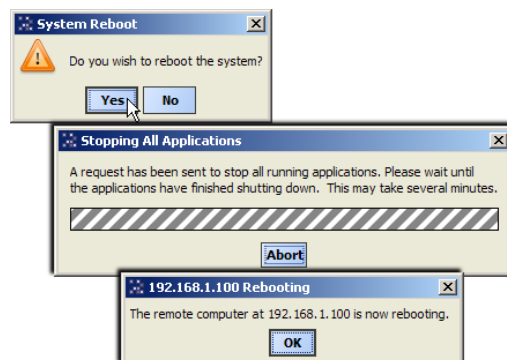 System Reboot
Do you wish to reboot the system?
Yes No
Stopping All Applications
A request has been sent to stop all running applications. Please wait until
the applications have finished shutting down. This may take several minutes.
Abort
192.168.1.100 Rebooting
The remote computer at 192.168.1.100 is now rebooting.
OK